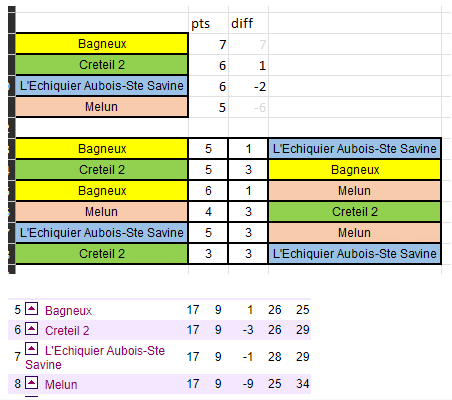 pts diff
Bagneux 7 7
Creteil 2 6 1
L'Echiquier Aubois-Ste Savine 6 -2
Melun 5 -6
Bagneux 5 1 L'Echiquier Aubois-Ste Savine
Creteil 2 5 3 Bagneux
Bagneux 6 1 Melun
Melun 4 3 Creteil 2
L'Echiquier Aubois-Ste Savine 5 3 Melun
Creteil 2 3 3 L'Echiquier Aubois-Ste Savine
5 Bagneux 17 9 1 26 25
6 Creteil 2 17 9 -3 26 29
7 L'Echiquier Aubois-Ste
Savine 17 9 -1 28 29
8 Melun 17 9 -9 25 34